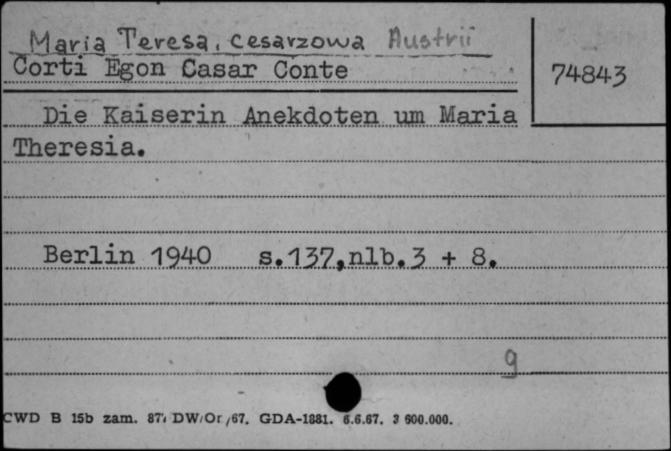 Maria Teresa, cesarzowa Austrii
Corti Egon Casar Conte
74843
Die Kaiserin Anekdoten um Maria
Theresia.
Berlin 1940 s.137,nlb.3 + 8.
g
CWD B 15b zam. 87/ DW/Or/67. GDA-1881. 6.6.67. 3 600.000.